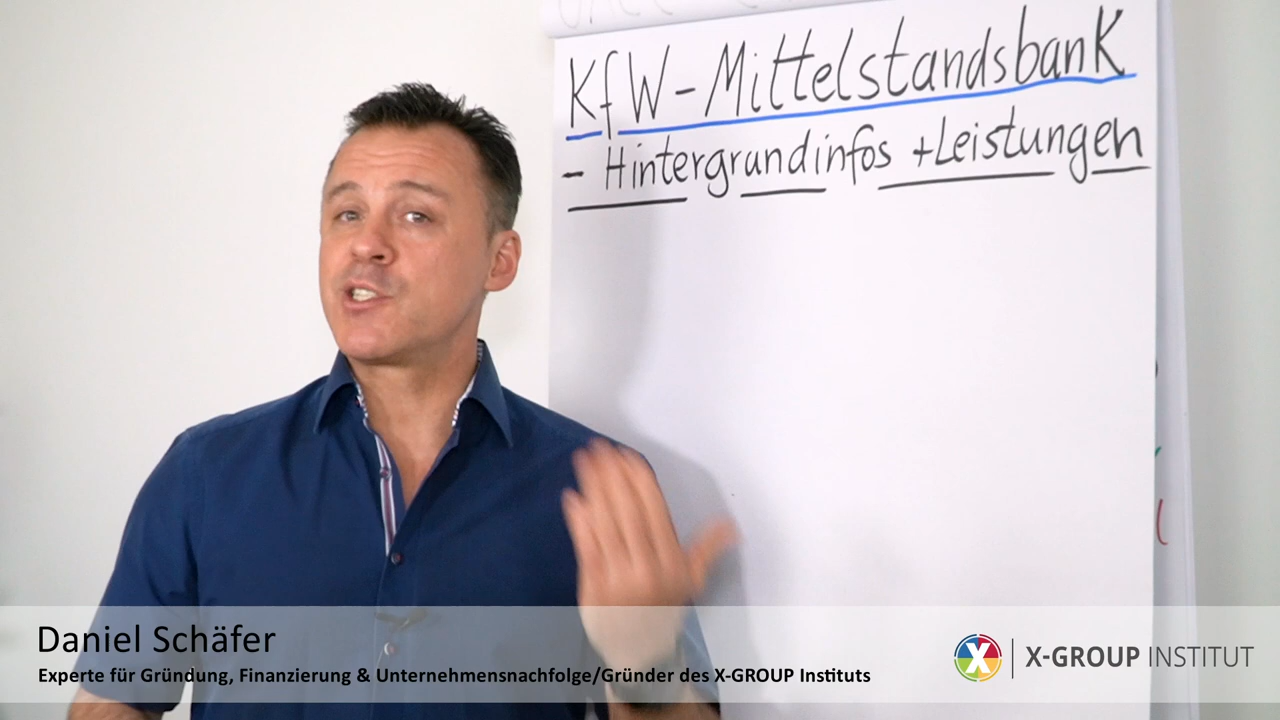 KfW-Mittelstandsbank
- Hintergrundinfos + Leistungen
Daniel Schäfer
Experte für Gründung, Finanzierung & Unternehmensnachfolge/Gründer des X-GROUP Instituts
X
X-GROUP INSTITUT